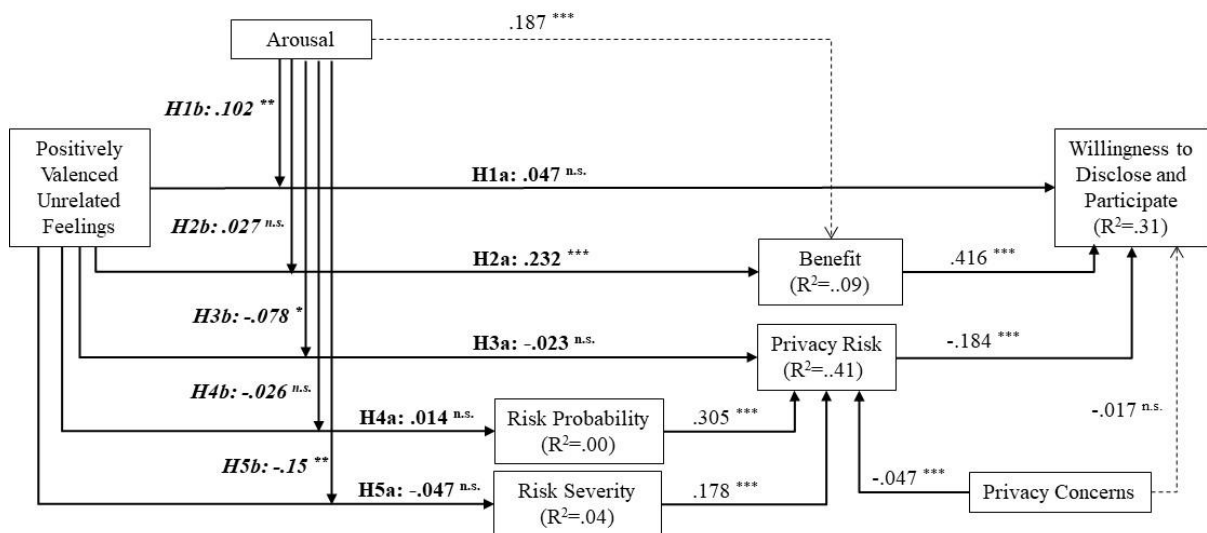 .187 ***
Arousal
H1b: .102 **
Positively
Valenced
Unrelated
Feelings
H1a: .047 n.s.
Willingness to
Disclose and
Participate
(R²=.31)
H2b: .027 n.s.
H2a: .232 ***
Benefit
(R²=..09)
.416 ***
H3b: -.078 *
H3a: -.023 n.s.
Privacy Risk
(R²=..41)
-.184 ***
H4b: -.026 n.s.
H4a: .014 n.s.
Risk Probability
(R²=.00)
.305 ***
-.017 n.s.
H5b: -.15 **
H5a: -.047 n.s.
Risk Severity
(R²=.04)
.178 ***
-.047 ***
Privacy Concerns